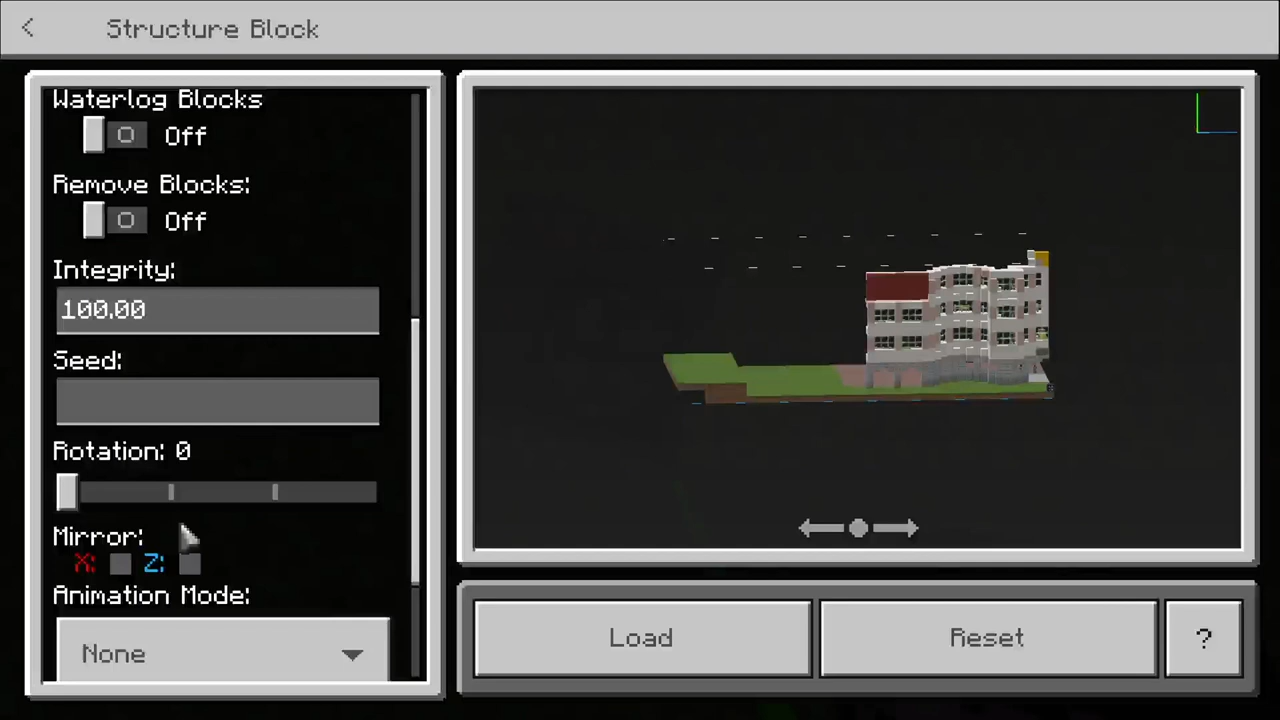 Structure Block
Waterlog Blocks
Off
Remove Blocks:
Off
Integrity:
100.00
Seed:
Rotation: 0
Mirror:
X: Z:
Animation Mode:
None
Load
Reset
?